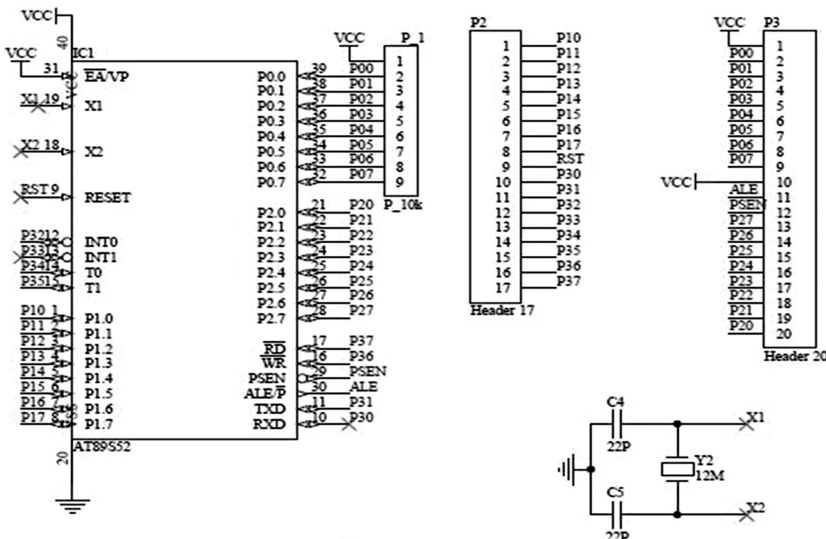 VCC
40
IC1
VCC
31
EA/VP
VCC
X1 19
X1
X2 18
X2
RST 9
RESET
P32 12
INT0
P33 13
INT1
P34 14
T0
P35 15
T1
P10 1
P1.0
P11 2
P1.1
P12 3
P1.2
P13 4
P1.3
P14 5
P1.4
P15 6
P1.5
P16 7
P1.6
P17 8
P1.7
AT89S52
20
P0.0 39 P00
P0.1 38 P01
P0.2 37 P02
P0.3 36 P03
P0.4 35 P04
P0.5 34 P05
P0.6 33 P06
P0.7 32 P07
P2.0 21 P20
P2.1 22 P21
P2.2 23 P22
P2.3 24 P23
P2.4 25 P24
P2.5 26 P25
P2.6 27 P26
P2.7 28 P27
RD 17 P37
WR 16 P36
PSEN 29 PSEN
ALE/P 30 ALE
TXD 11 P31
RXD 10 P30
VCC
P_1
1
2
3
4
5
6
7
8
9
P_10k
P2
1 P10
2 P11
3 P12
4 P13
5 P14
6 P15
7 P16
8 P17
9 RST
10 P30
11 P31
12 P32
13 P33
14 P34
15 P35
16 P36
17 P37
Header 17
P3
VCC 1
P00 2
P01 3
P02 4
P03 5
P04 6
P05 7
P06 8
P07 9
VCC 10
ALE 11
PSEN 12
P27 13
P26 14
P25 15
P24 16
P23 17
P22 18
P21 19
P20 20
Header 20
C4
22P
X1
Y2
12M
C5
22P
X2